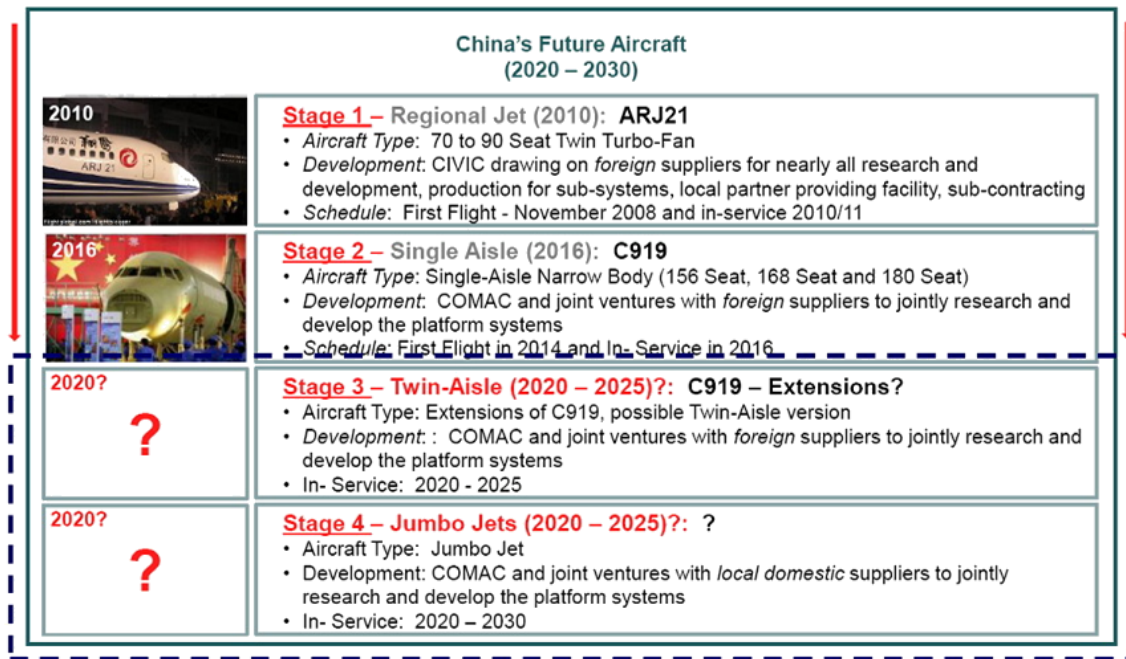 China's Future Aircraft
(2020 – 2030)
2010
有限公司 翔凤
ARJ 21
Stage 1 – Regional Jet (2010): ARJ21
• Aircraft Type: 70 to 90 Seat Twin Turbo-Fan
• Development: CIVIC drawing on foreign suppliers for nearly all research and
development, production for sub-systems, local partner providing facility, sub-contracting
• Schedule: First Flight - November 2008 and in-service 2010/11
2016
Stage 2 – Single Aisle (2016): C919
• Aircraft Type: Single-Aisle Narrow Body (156 Seat, 168 Seat and 180 Seat)
• Development: COMAC and joint ventures with foreign suppliers to jointly research and
develop the platform systems
• Schedule: First Flight in 2014 and In- Service in 2016
2020?
?
Stage 3 – Twin-Aisle (2020 – 2025)?: C919 – Extensions?
• Aircraft Type: Extensions of C919, possible Twin-Aisle version
• Development: : COMAC and joint ventures with foreign suppliers to jointly research and
develop the platform systems
• In- Service: 2020 - 2025
2020?
?
Stage 4 – Jumbo Jets (2020 – 2025)?: ?
• Aircraft Type: Jumbo Jet
• Development: COMAC and joint ventures with local domestic suppliers to jointly
research and develop the platform systems
• In- Service: 2020 – 2030